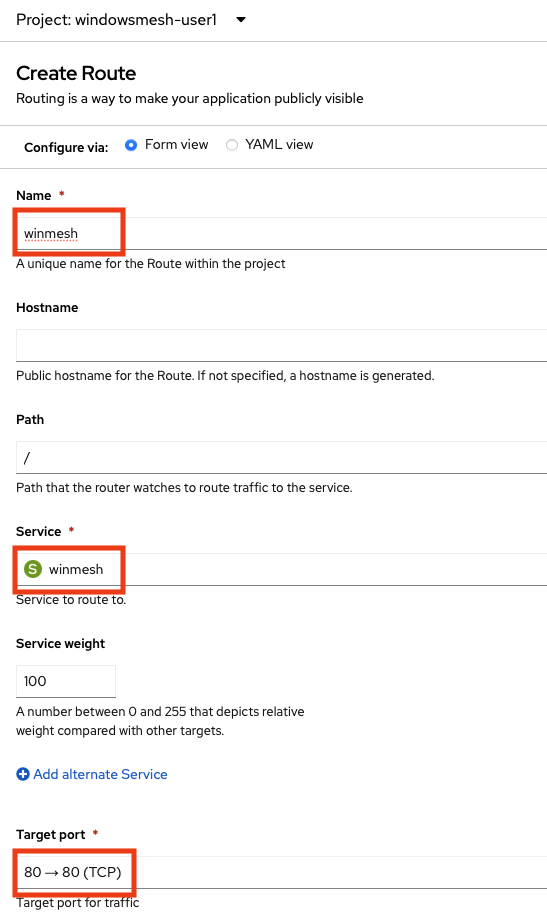 Project: windowsmesh-user1
Create Route
Routing is a way to make your application publicly visible
Configure via: Form view YAML view
Name *
winmesh
A unique name for the Route within the project
Hostname
Public hostname for the Route. If not specified, a hostname is generated.
Path
/
Path that the router watches to route traffic to the service.
Service *
S winmesh
Service to route to.
Service weight
100
A number between 0 and 255 that depicts relative
weight compared with other targets.
Add alternate Service
Target port *
80 → 80 (TCP)
Target port for traffic